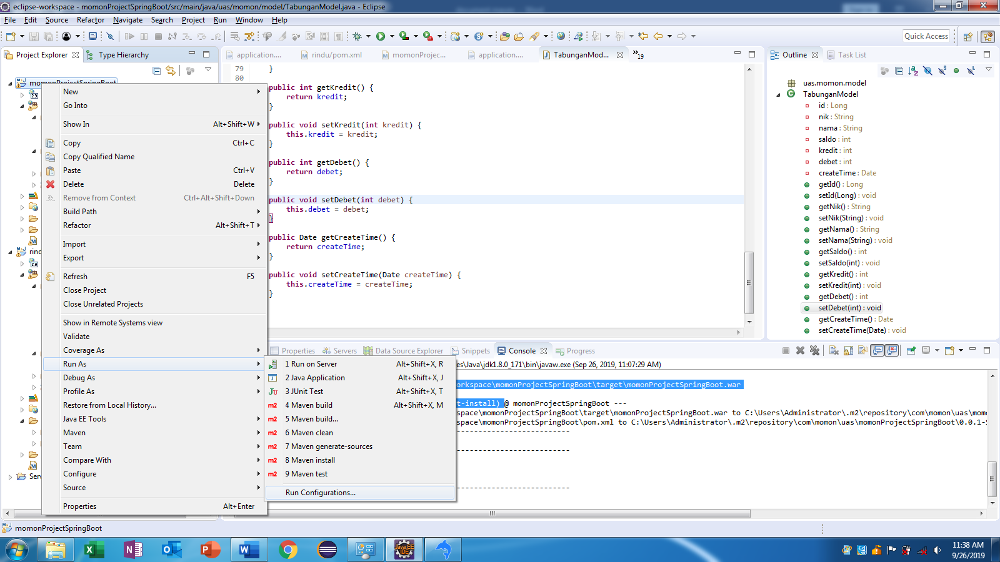 eclipse-workspace - momonProjectSpringBoot/src/main/java/uas/momon/model/TabunganModel.java - Eclipse
File Edit Source Refactor Navigate Search Project Run Window Help
Quick Access
Project Explorer Type Hierarchy
momonProjectSpringBoot
rind
Serv
New
Go Into
Show In Alt+Shift+W
Copy Ctrl+C
Copy Qualified Name
Paste Ctrl+V
Delete Delete
Remove from Context Ctrl+Alt+Shift+Down
Build Path
Refactor Alt+Shift+T
Import
Export
Refresh F5
Close Project
Close Unrelated Projects
Show in Remote Systems view
Validate
Coverage As
Run As
Debug As
Profile As
Restore from Local History...
Java EE Tools
Maven
Team
Compare With
Configure
Source
Properties Alt+Enter
1 Run on Server Alt+Shift+X, R
2 Java Application Alt+Shift+X, J
3 JUnit Test Alt+Shift+X, T
4 Maven build Alt+Shift+X, M
5 Maven build...
6 Maven clean
7 Maven generate-sources
8 Maven install
9 Maven test
Run Configurations...
application.... rindu/pom.xml momonProjec... application.... TabunganMod... 19
79 }
80
public int getKredit() {
return kredit;
}
public void setKredit(int kredit) {
this.kredit = kredit;
}
public int getDebet() {
return debet;
}
public void setDebet(int debet) {
this.debet = debet;
}
public Date getCreateTime() {
return createTime;
}
public void setCreateTime(Date createTime) {
this.createTime = createTime;
}
Outline Task List
uas.momon.model
TabunganModel
id : Long
nik : String
nama : String
saldo : int
kredit : int
debet : int
createTime : Date
getId() : Long
setId(Long) : void
getNik() : String
setNik(String) : void
getNama() : String
setNama(String) : void
getSaldo() : int
setSaldo(int) : void
getKredit() : int
setKredit(int) : void
getDebet() : int
setDebet(int) : void
getCreateTime() : Date
setCreateTime(Date) : void
Properties Servers Data Source Explorer Snippets Console Progress
es\Java\jdk1.8.0_171\bin\javaw.exe (Sep 26, 2019, 11:07:29 AM)
orkspace\momonProjectSpringBoot\target\momonProjectSpringBoot.war
t-install) @ momonProjectSpringBoot ---
space\momonProjectSpringBoot\target\momonProjectSpringBoot.war to C:\Users\Administrator\.m2\repository\com\momon\uas\momo
space\momonProjectSpringBoot\pom.xml to C:\Users\Administrator\.m2\repository\com\momon\uas\momonProjectSpringBoot\0.0.1-S
------------------------
------------------------
------------------------
momonProjectSpringBoot
11:38 AM
9/26/2019